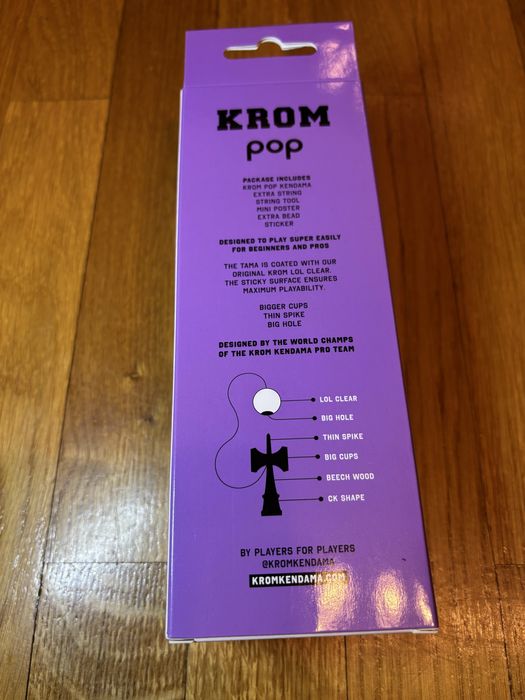 KROM
pop
PACKAGE INCLUDES
KROM POP KENDAMA
EXTRA STRING
STRING TOOL
MINI POSTER
EXTRA BEAD
STICKER
DESIGNED TO PLAY SUPER EASILY
FOR BEGINNERS AND PROS
THE TAMA IS COATED WITH OUR
ORIGINAL KROM LOL CLEAR.
THE STICKY SURFACE ENSURES
MAXIMUM PLAYABILITY.
BIGGER CUPS
THIN SPIKE
BIG HOLE
DESIGNED BY THE WORLD CHAMPS
OF THE KROM KENDAMA PRO TEAM
LOL CLEAR
BIG HOLE
THIN SPIKE
BIG CUPS
BEECH WOOD
CK SHAPE
BY PLAYERS FOR PLAYERS
@KROMKENDAMA
KROMKENDAMA.COM